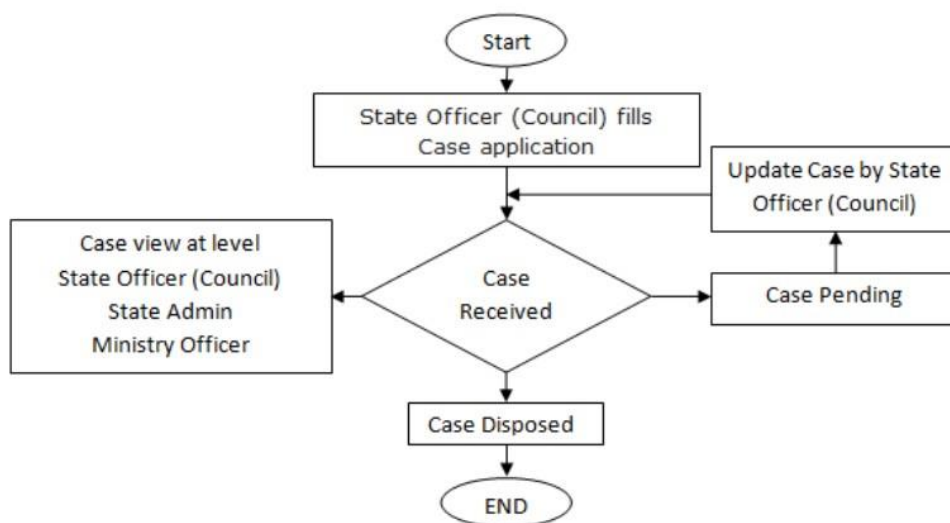 Start
State Officer (Council) fills
Case application
Update Case by State
Officer (Council)
Case view at level
State Officer (Council)
State Admin
Ministry Officer
Case
Received
Case Pending
Case Disposed
END